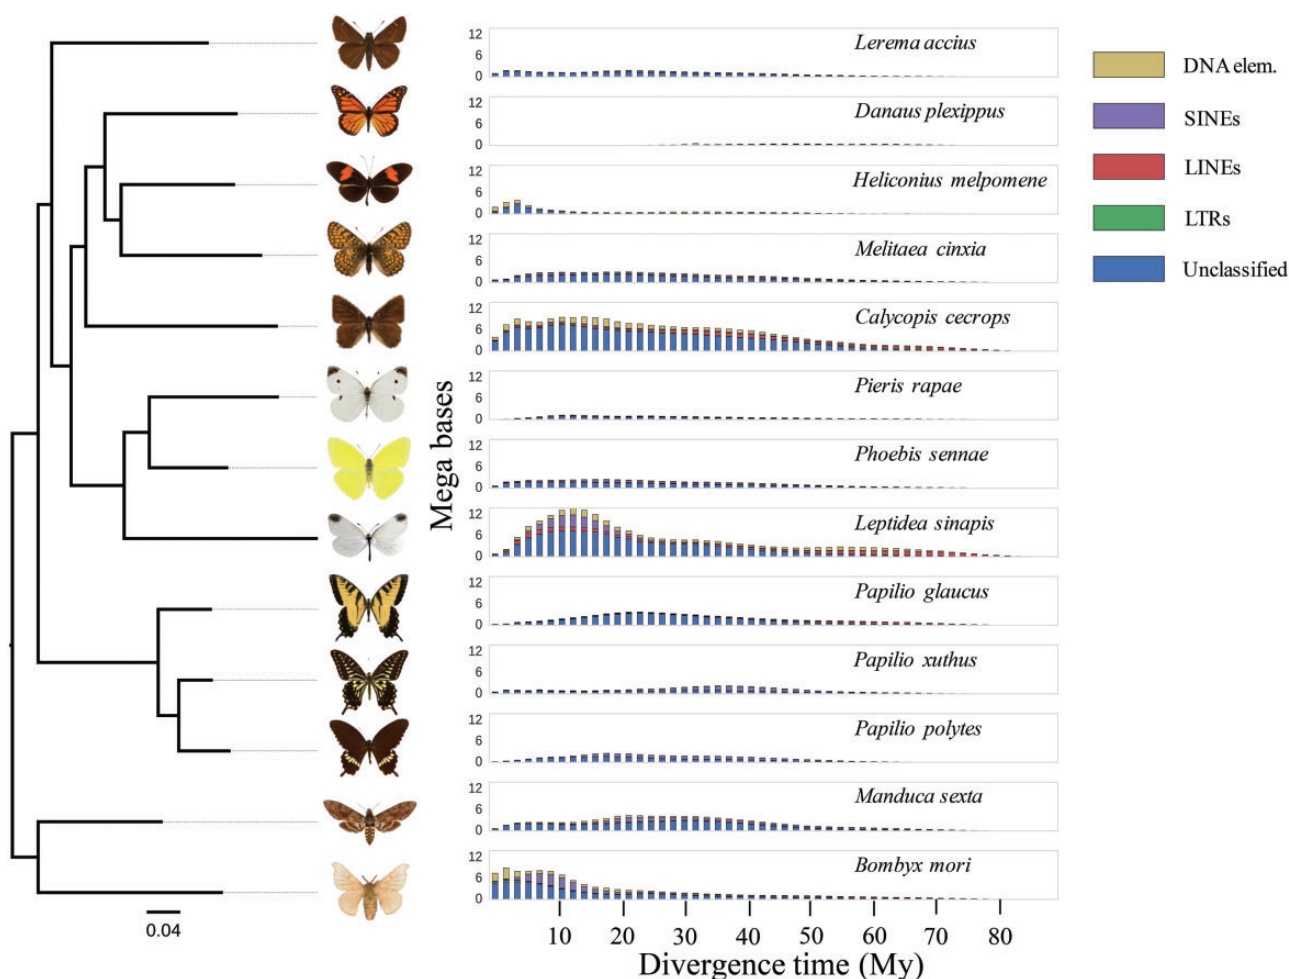 12
6
0
Lerema accius
12
6
0
Danaus plexippus
12
6
0
Heliconius melpomene
12
6
0
Melitaea cinxia
12
6
0
Calycopis cecrops
12
6
0
Pieris rapae
12
6
0
Phoebis sennae
12
6
0
Leptidea sinapis
12
6
0
Papilio glaucus
12
6
0
Papilio xuthus
12
6
0
Papilio polytes
12
6
0
Manduca sexta
12
6
0
Bombyx mori
Mega bases
10 20 30 40 50 60 70 80
Divergence time (My)
0.04
DNA elem.
SINEs
LINEs
LTRs
Unclassified